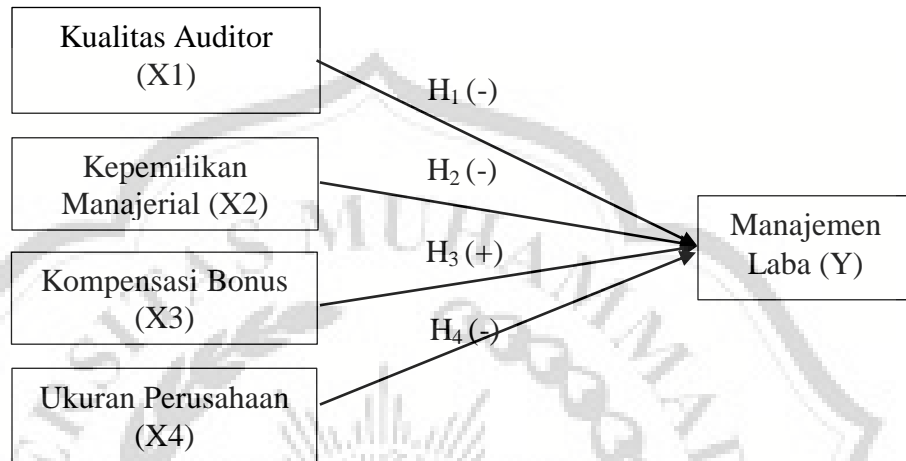 Kualitas Auditor
(X1)
H₁ (-)
Kepemilikan
Manajerial (X2)
H₂ (-)
Manajemen
Laba (Y)
H₃ (+)
Kompensasi Bonus
(X3)
H₄ (-)
Ukuran Perusahaan
(X4)